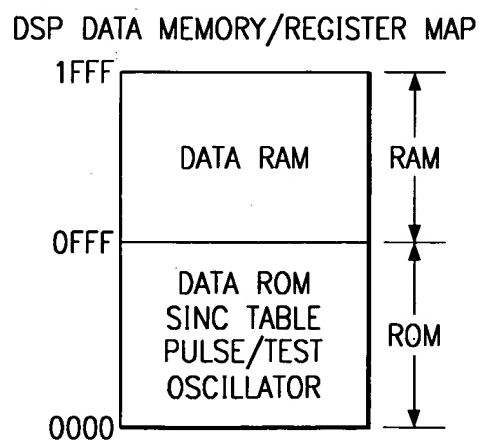 DSP DATA MEMORY/REGISTER MAP
1FFF
DATA RAM
RAM
0FFF
DATA ROM
SINC TABLE
PULSE/TEST
OSCILLATOR
ROM
0000